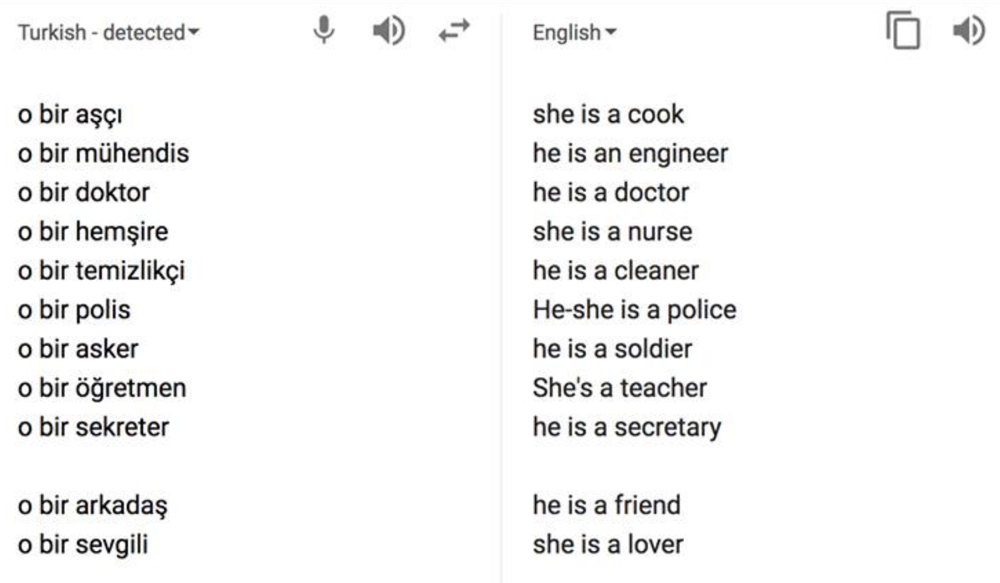 Turkish - detected
English
o bir aşçı
o bir mühendis
o bir doktor
o bir hemşire
o bir temizlikçi
o bir polis
o bir asker
o bir öğretmen
o bir sekreter
o bir arkadaş
o bir sevgili
she is a cook
he is an engineer
he is a doctor
she is a nurse
he is a cleaner
He-she is a police
he is a soldier
She's a teacher
he is a secretary
he is a friend
she is a lover